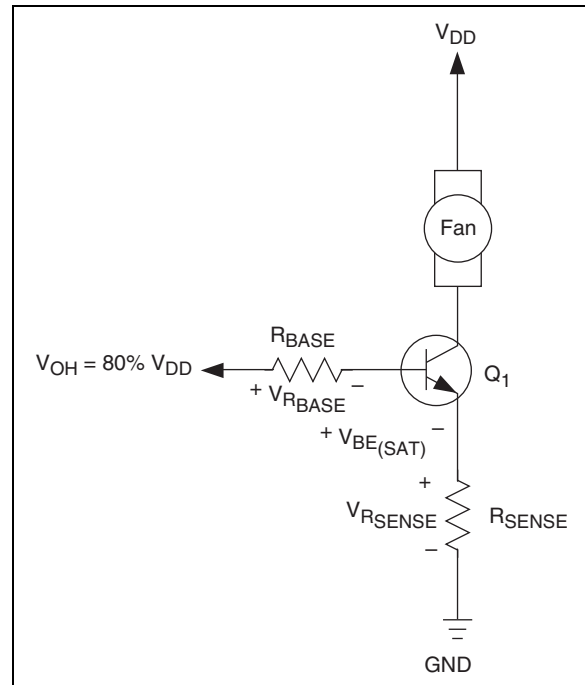 VDD
Fan
RBASE
VOH = 80% VDD
Q1
+ VRBASE –
+ VBE(SAT) –
+
VRSENSE
RSENSE
–
GND